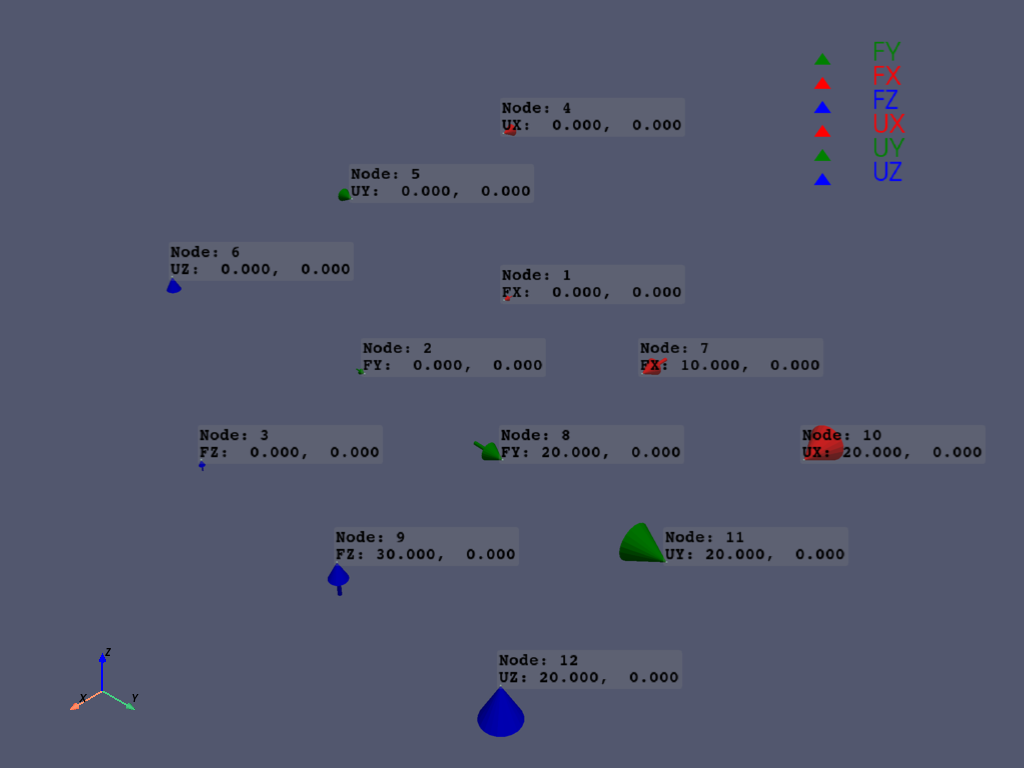 FY
FX
FZ
UX
UY
UZ
Node: 4
UX:  0.000,  0.000
Node: 5
UY:  0.000,  0.000
Node: 6
UZ:  0.000,  0.000
Node: 1
FX:  0.000,  0.000
Node: 2
FY:  0.000,  0.000
Node: 7
FX: 10.000,  0.000
Node: 3
FZ:  0.000,  0.000
Node: 8
FY: 20.000,  0.000
Node: 10
UX: 20.000,  0.000
Node: 9
FZ: 30.000,  0.000
Node: 11
UY: 20.000,  0.000
Node: 12
UZ: 20.000,  0.000
Z
X
Y